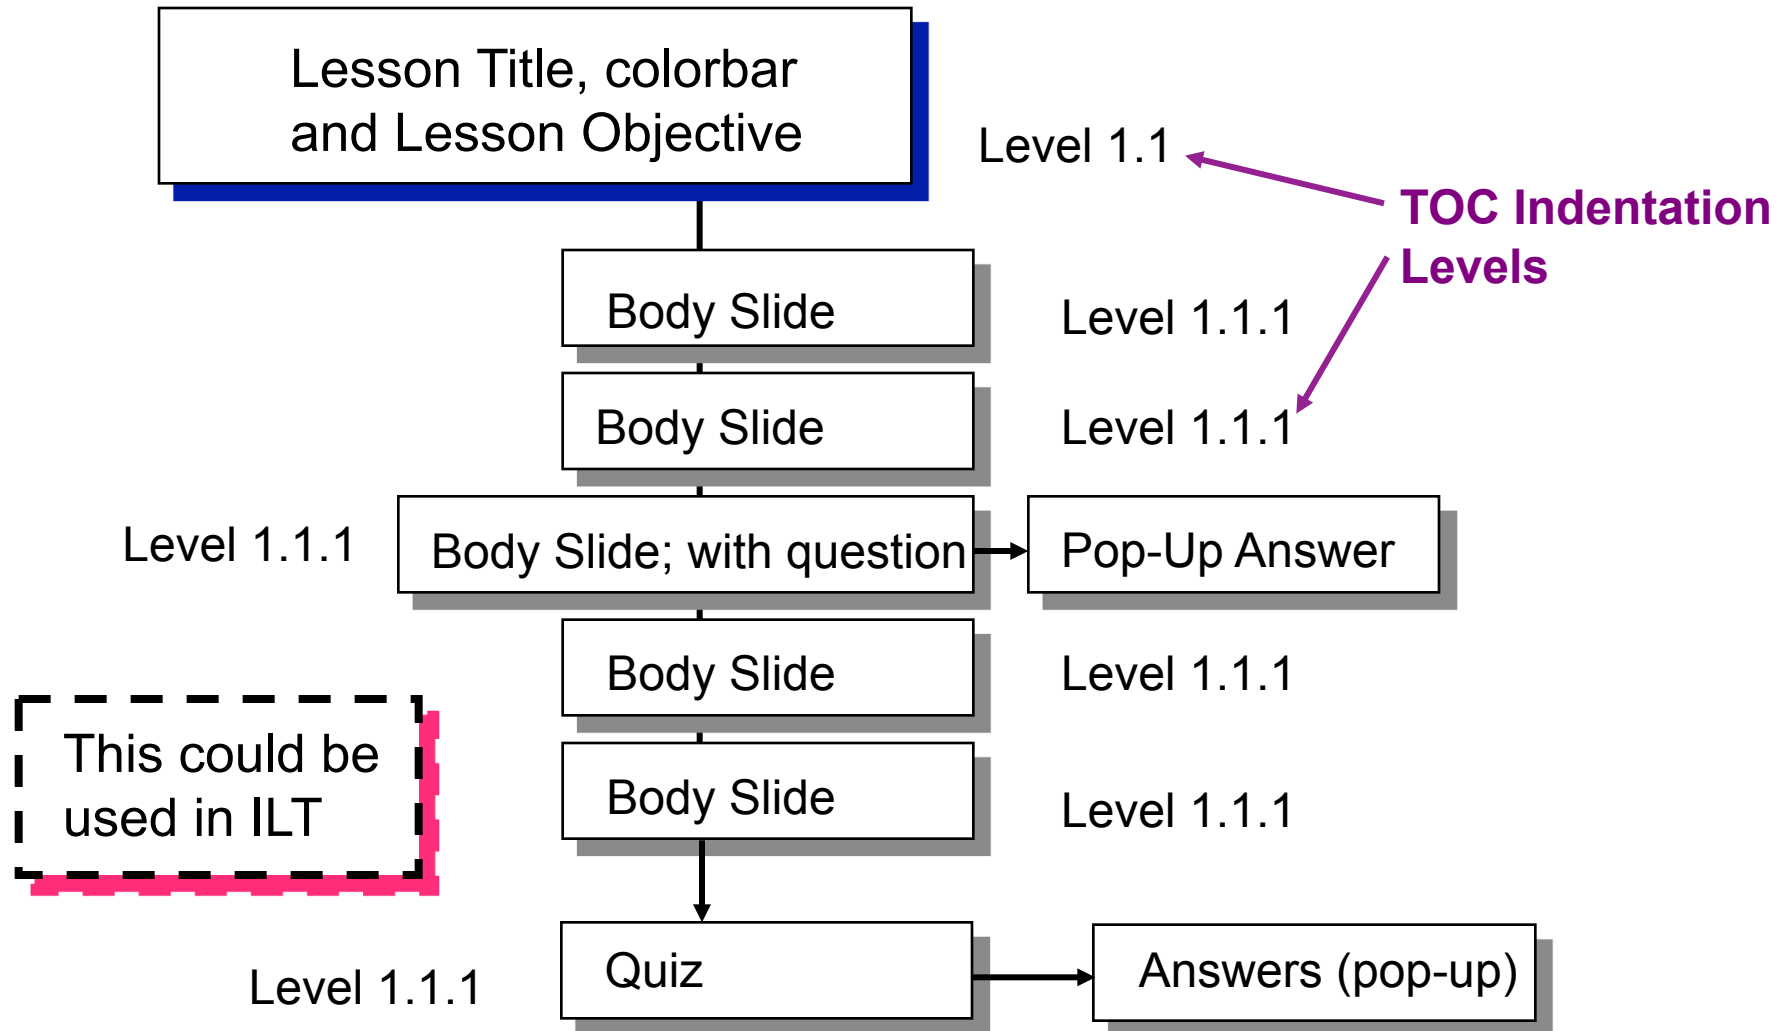 Lesson Title, colorbar
and Lesson Objective
Level 1.1
TOC Indentation
Levels
Body Slide
Level 1.1.1
Body Slide
Level 1.1.1
Level 1.1.1
Body Slide; with question
Pop-Up Answer
Body Slide
Level 1.1.1
This could be
used in ILT
Body Slide
Level 1.1.1
Level 1.1.1
Quiz
Answers (pop-up)